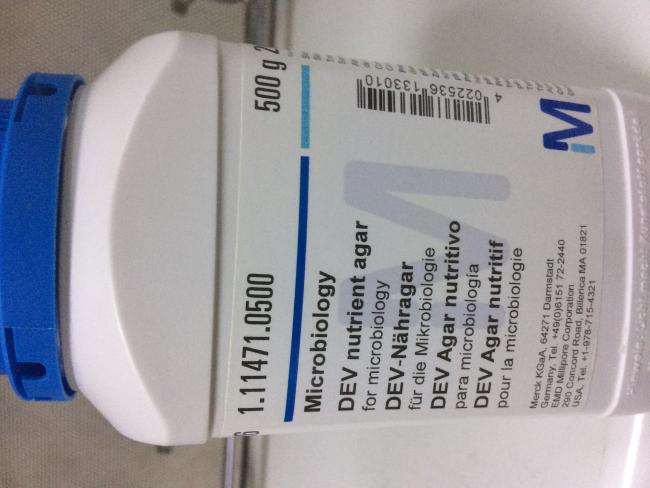 1.11471.0500
500 g
Microbiology
DEV nutrient agar
for microbiology
DEV-Nähragar
für die Mikrobiologie
DEV Agar nutritivo
para microbiología
DEV Agar nutritif
pour la microbiologie
4 022536 133010
M
Merck KGaA, 64271 Darmstadt
Germany, Tel. +49(0)6151 72-2440
EMD Millipore Corporation
290 Concord Road, Billerica MA 01821
USA, Tel. +1-978-715-4321